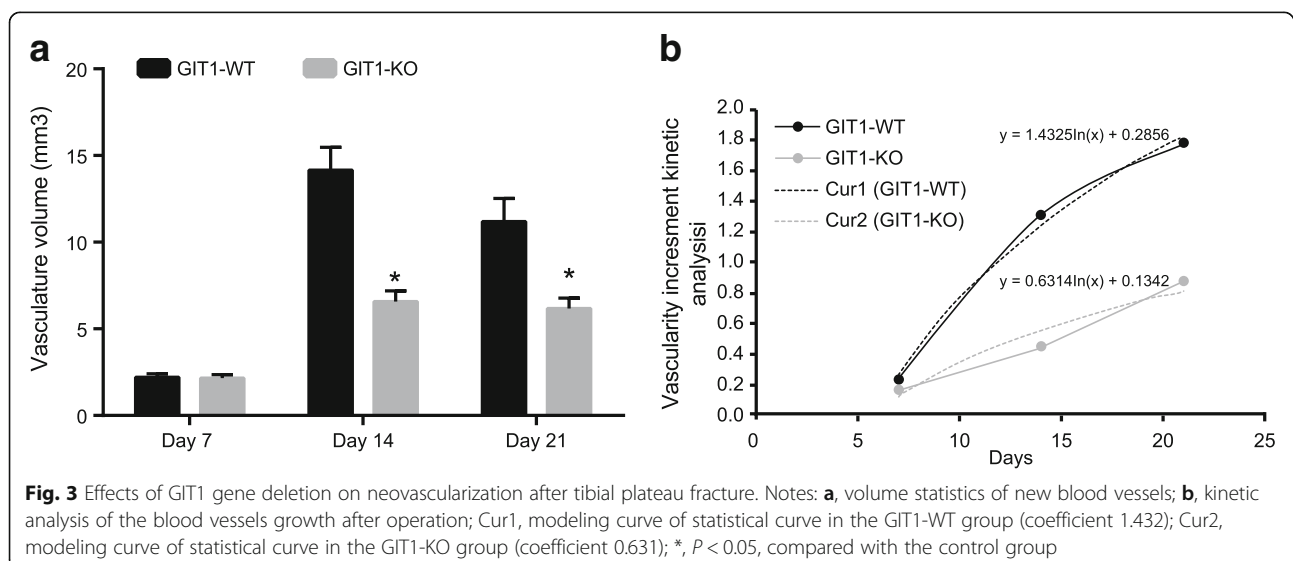 a
GIT1-WT
GIT1-KO
Vasculature volume (mm3)
20
15
10
5
0
*
*
Day 7
Day 14
Day 21
b
GIT1-WT
GIT1-KO
Cur1 (GIT1-WT)
Cur2 (GIT1-KO)
y = 1.4325ln(x) + 0.2856
y = 0.6314ln(x) + 0.1342
Vascularity incresment kinetic
analysisi
2.0
1.8
1.6
1.4
1.2
1.0
0.8
0.6
0.4
0.2
0.0
0
5
10
15
20
25
Days
Fig. 3 Effects of GIT1 gene deletion on neovascularization after tibial plateau fracture. Notes: a, volume statistics of new blood vessels; b, kinetic
analysis of the blood vessels growth after operation; Cur1, modeling curve of statistical curve in the GIT1-WT group (coefficient 1.432); Cur2,
modeling curve of statistical curve in the GIT1-KO group (coefficient 0.631); *, P < 0.05, compared with the control group